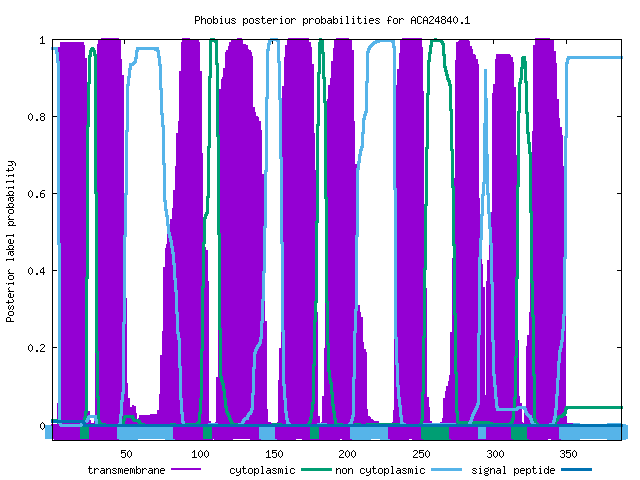 Phobius posterior probabilities for ACA24840.1
Posterior label probability
1
0.8
0.6
0.4
0.2
0
50 100 150 200 250 300 350
transmembrane cytoplasmic non cytoplasmic signal peptide